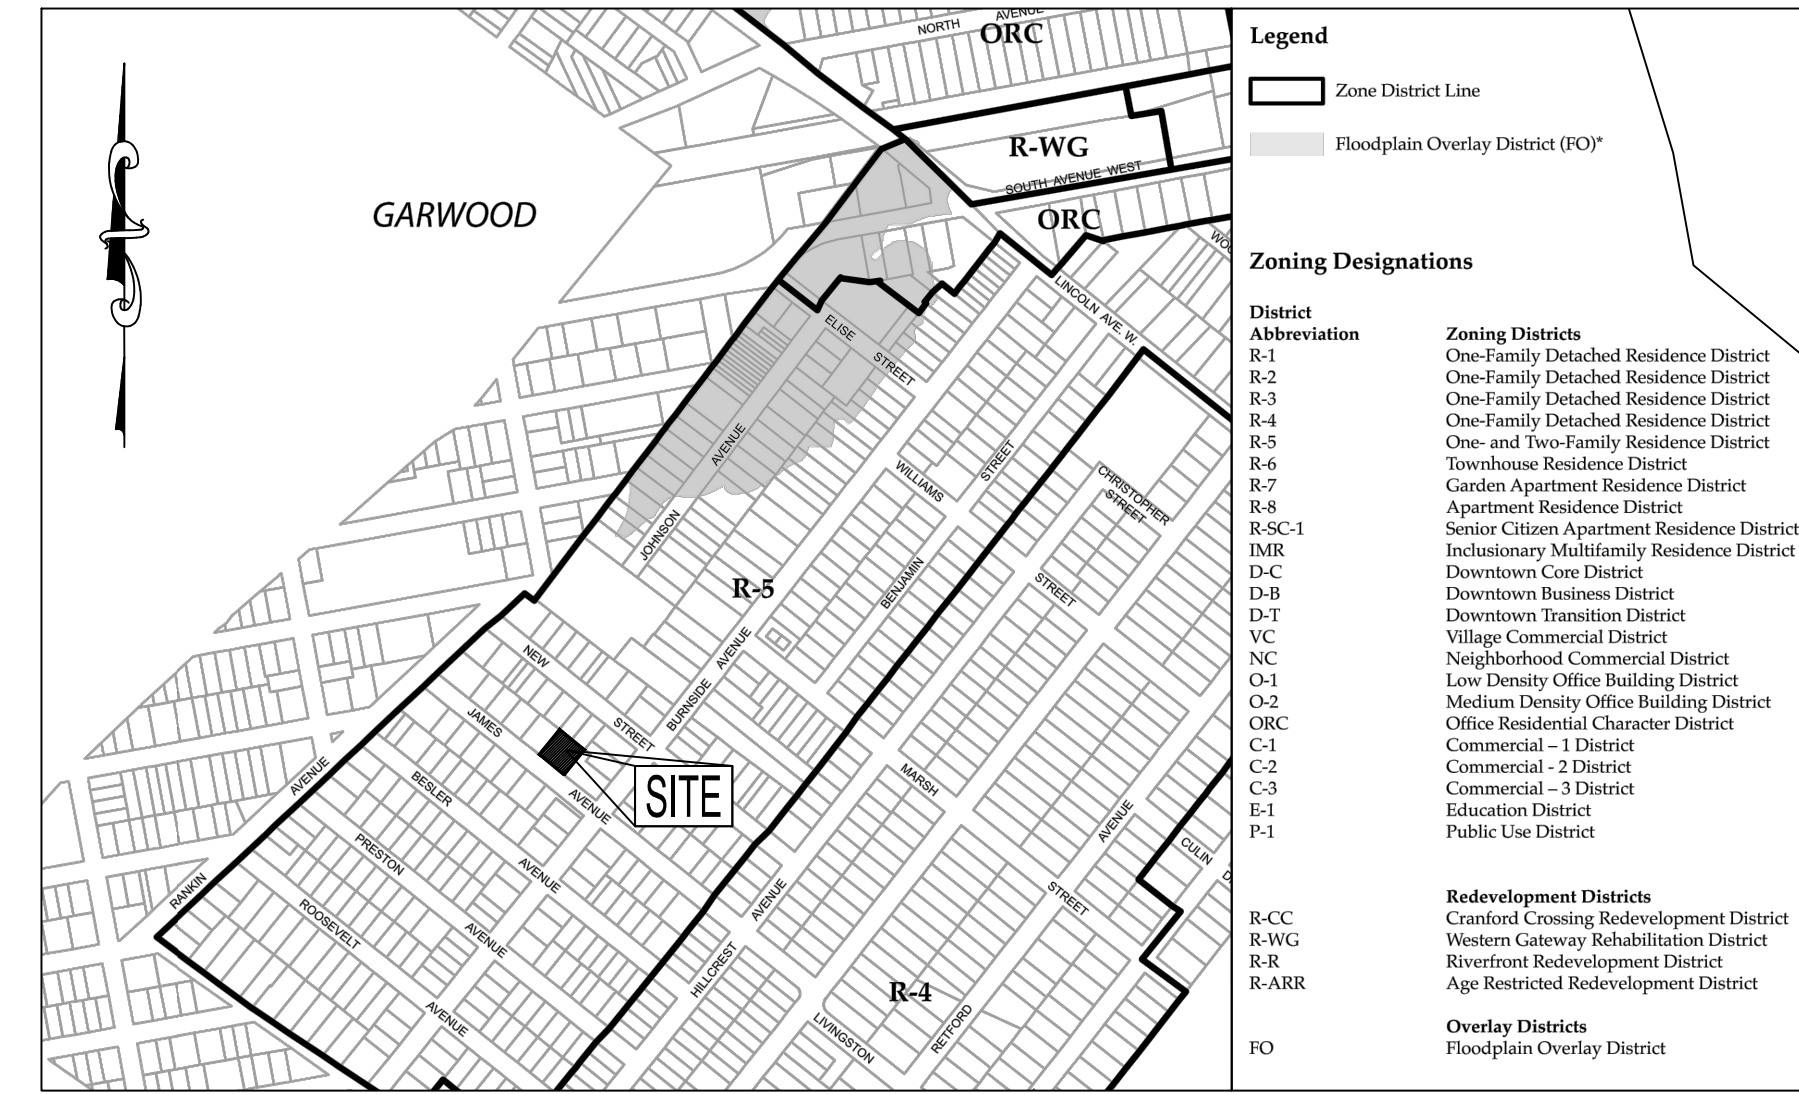 NORTH AVENUE
ORC
R-WG
SOUTH AVENUE WEST
ORC
GARWOOD
LINCOLN AVE. W.
ELISE STREET
JOHNSON AVENUE
WILLIAMS STREET
CHRISTOPHER STREET
STREET
BENJAMIN
R-5
NEW STREET
BURNSIDE AVENUE
JAMES AVENUE
SITE
MARSH STREET
BESLER AVENUE
PRESTON AVENUE
ROOSEVELT AVENUE
RANKIN AVENUE
HILLCREST AVENUE
R-4
LIVINGSTON
RETFORD AVENUE
CULIN
Legend
Zone District Line
Floodplain Overlay District (FO)*
Zoning Designations
District
Abbreviation Zoning Districts
R-1 One-Family Detached Residence District
R-2 One-Family Detached Residence District
R-3 One-Family Detached Residence District
R-4 One-Family Detached Residence District
R-5 One- and Two-Family Residence District
R-6 Townhouse Residence District
R-7 Garden Apartment Residence District
R-8 Apartment Residence District
R-SC-1 Senior Citizen Apartment Residence District
IMR Inclusionary Multifamily Residence District
D-C Downtown Core District
D-B Downtown Business District
D-T Downtown Transition District
VC Village Commercial District
NC Neighborhood Commercial District
O-1 Low Density Office Building District
O-2 Medium Density Office Building District
ORC Office Residential Character District
C-1 Commercial – 1 District
C-2 Commercial - 2 District
C-3 Commercial – 3 District
E-1 Education District
P-1 Public Use District
Redevelopment Districts
R-CC Cranford Crossing Redevelopment District
R-WG Western Gateway Rehabilitation District
R-R Riverfront Redevelopment District
R-ARR Age Restricted Redevelopment District
Overlay Districts
FO Floodplain Overlay District